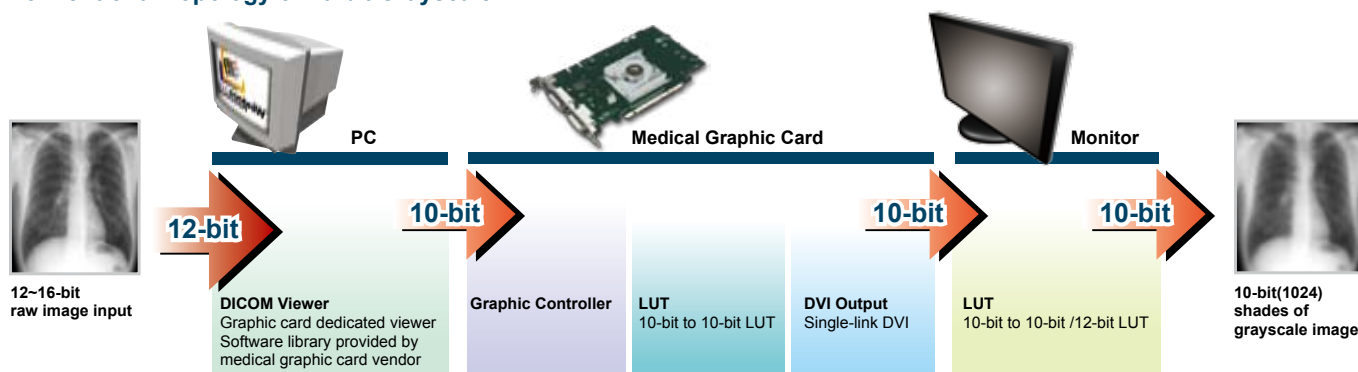 PC
Medical Graphic Card
Monitor
12-bit
10-bit
10-bit
10-bit
12~16-bit
raw image input
DICOM Viewer
Graphic card dedicated viewer
Software library provided by
medical graphic card vendor
Graphic Controller
LUT
10-bit to 10-bit LUT
DVI Output
Single-link DVI
LUT
10-bit to 10-bit /12-bit LUT
10-bit(1024)
shades of
grayscale image